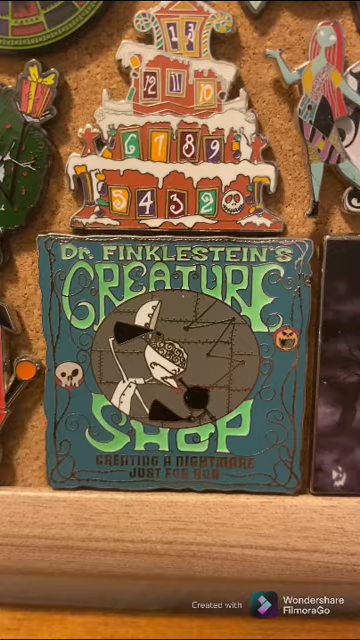 13
12 11 10
6 7 8 9
5 4 3 2
DR. FINKLESTEIN'S
CREATURE
SHOP
CREATING A NIGHTMARE
JUST FOR YOU
Created with
Wondershare
FilmoraGo